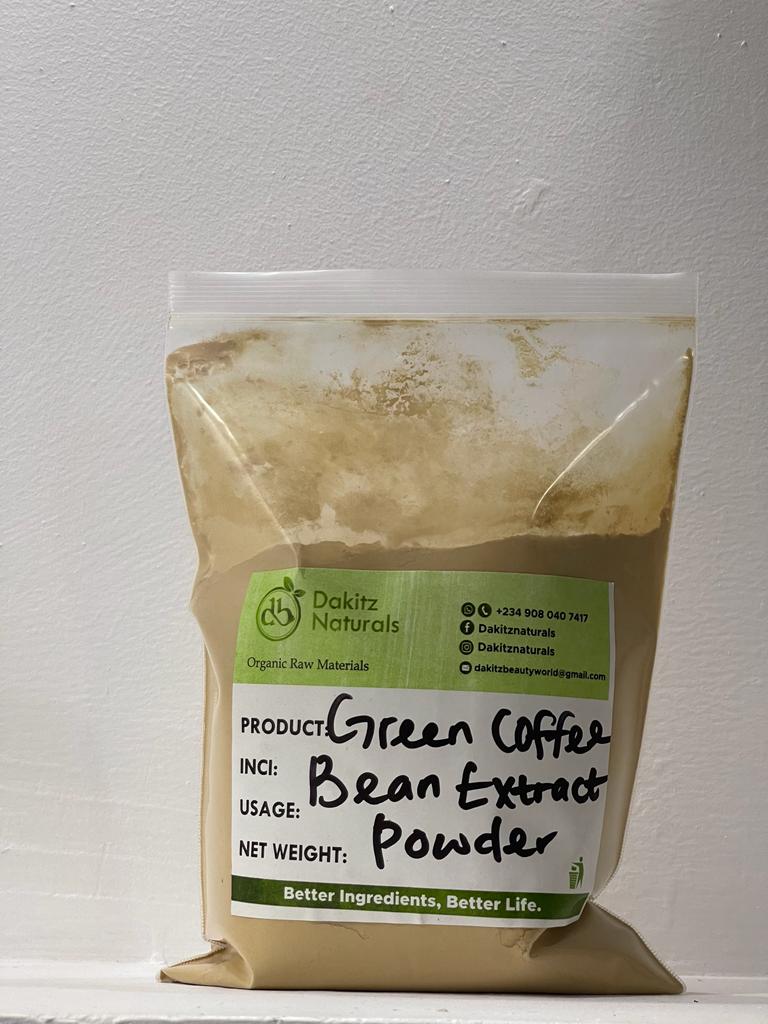 Dakitz
Naturals
Organic Raw Materials
+234 908 040 7417
Dakitznaturals
Dakitznaturals
dakitzbeautyworld@gmail.com
PRODUCT: Green Coffee
INCI: Bean Extract
USAGE:
NET WEIGHT: Powder
Better Ingredients, Better Life.